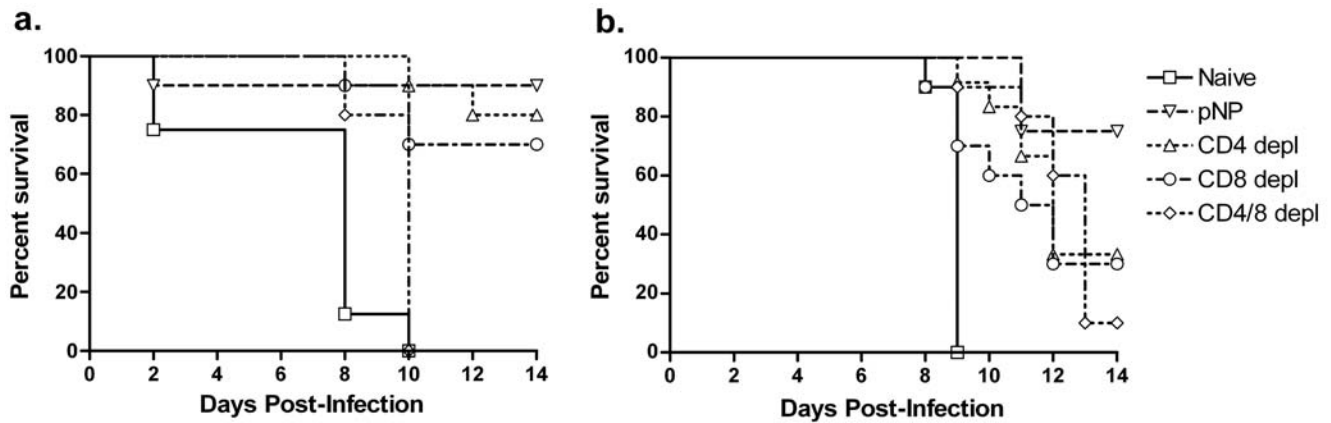 a.
Percent survival
100
80
60
40
20
0
0 2 4 6 8 10 12 14
Days Post-Infection
b.
Percent survival
100
80
60
40
20
0
0 2 4 6 8 10 12 14
Days Post-Infection
Naive
pNP
CD4 depl
CD8 depl
CD4/8 depl